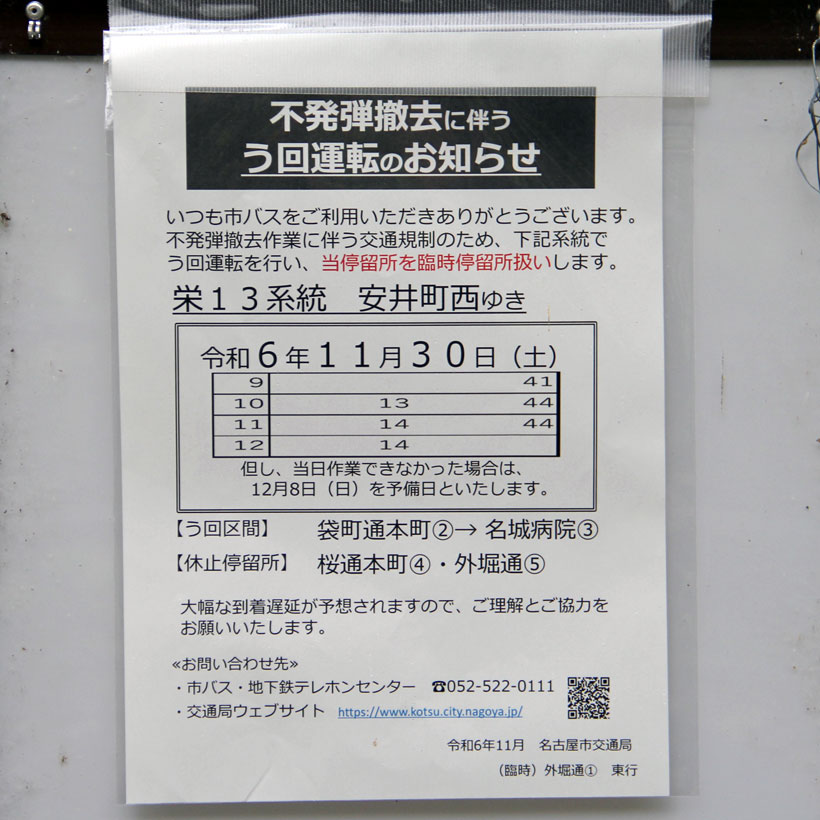 不発弾撤去に伴う
う回運転のお知らせ
いつも市バスをご利用いただきありがとうございます。
不発弾撤去作業に伴う交通規制のため、下記系統で
う回運転を行い、当停留所を臨時停留所扱いします。
栄１３系統　安井町西ゆき
令和６年１１月３０日（土）
9 41
10 13 44
11 14 44
12 14
但し、当日作業できなかった場合は、
12月8日（日）を予備日といたします。
【う回区間】 袋町通本町②→ 名城病院③
【休止停留所】 桜通本町④・外堀通⑤
大幅な到着遅延が予想されますので、ご理解とご協力を
お願いいたします。
≪お問い合わせ先≫
・市バス・地下鉄テレホンセンター ☎052-522-0111
・交通局ウェブサイト https://www.kotsu.city.nagoya.jp/
令和6年11月 名古屋市交通局
（臨時）外堀通① 東行